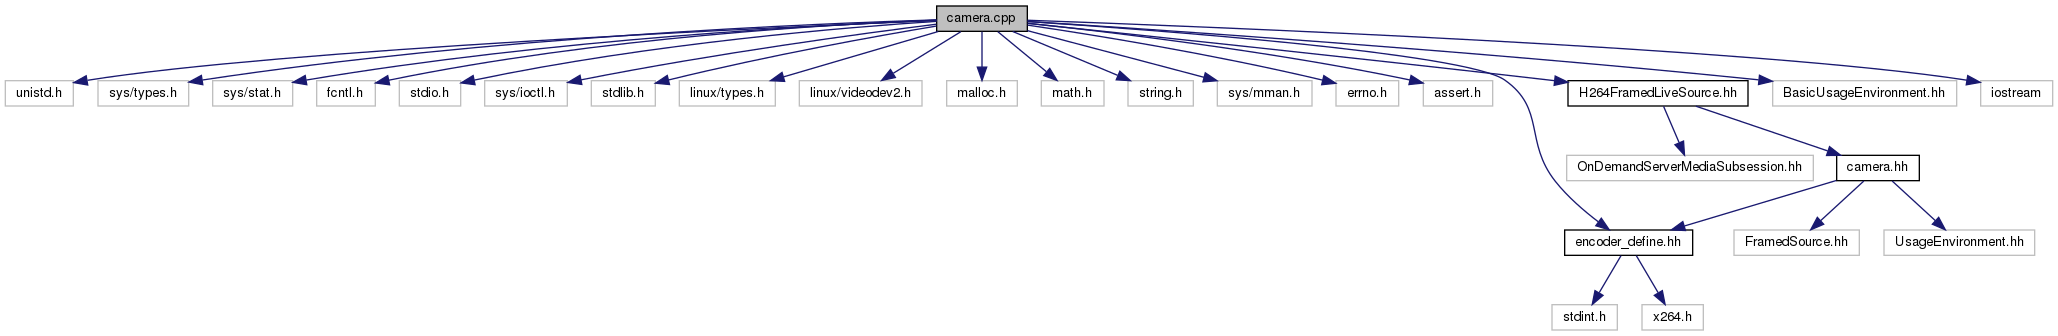 camera.cpp
unistd.h
sys/types.h
sys/stat.h
fcntl.h
stdio.h
sys/ioctl.h
stdlib.h
linux/types.h
linux/videodev2.h
malloc.h
math.h
string.h
sys/mman.h
errno.h
assert.h
H264FramedLiveSource.hh
BasicUsageEnvironment.hh
iostream
OnDemandServerMediaSubsession.hh
camera.hh
encoder_define.hh
FramedSource.hh
UsageEnvironment.hh
stdint.h
x264.h